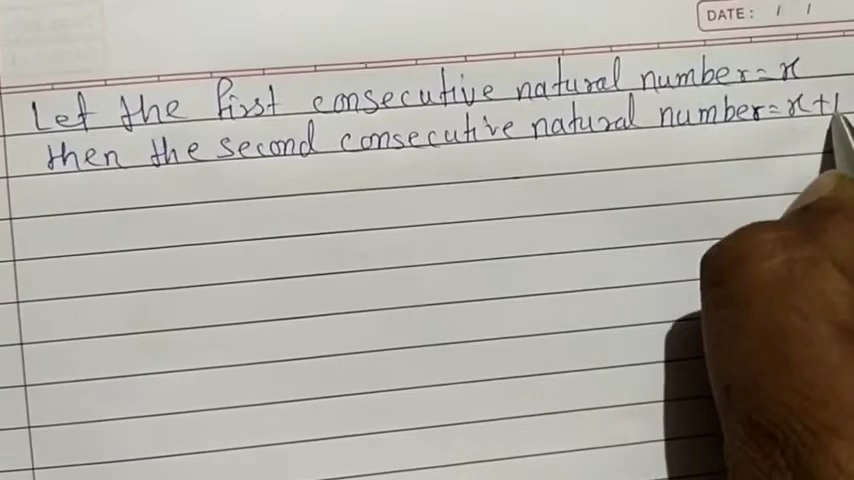 DATE: / /
Let the first consecutive natural number = x
then the second consecutive natural number = x+1